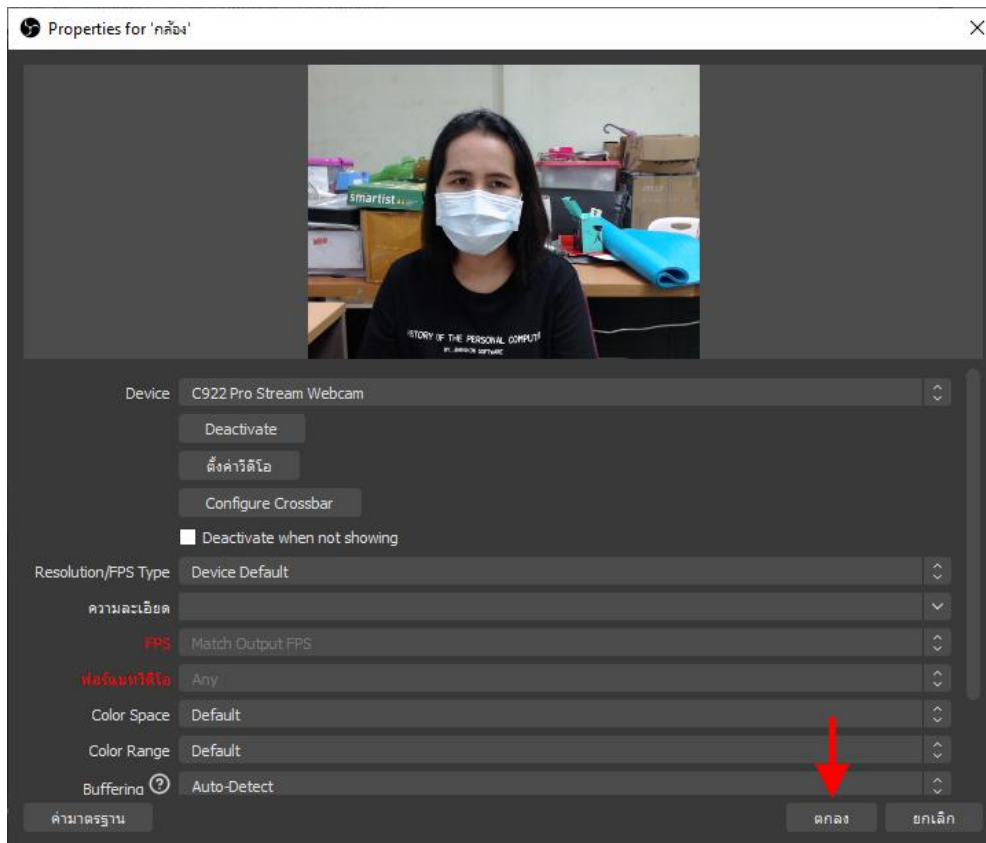 Properties for 'กล้อง'
smartist
STORY OF THE PERSONAL COMPUT
Device C922 Pro Stream Webcam
Deactivate
ตั้งค่าวีดีโอ
Configure Crossbar
Deactivate when not showing
Resolution/FPS Type Device Default
ความละเอียด
FPS Match Output FPS
ฟอร์แมทวีดีโอ Any
Color Space Default
Color Range Default
Buffering ? Auto-Detect
ค่ามาตรฐาน ตกลง ยกเลิก